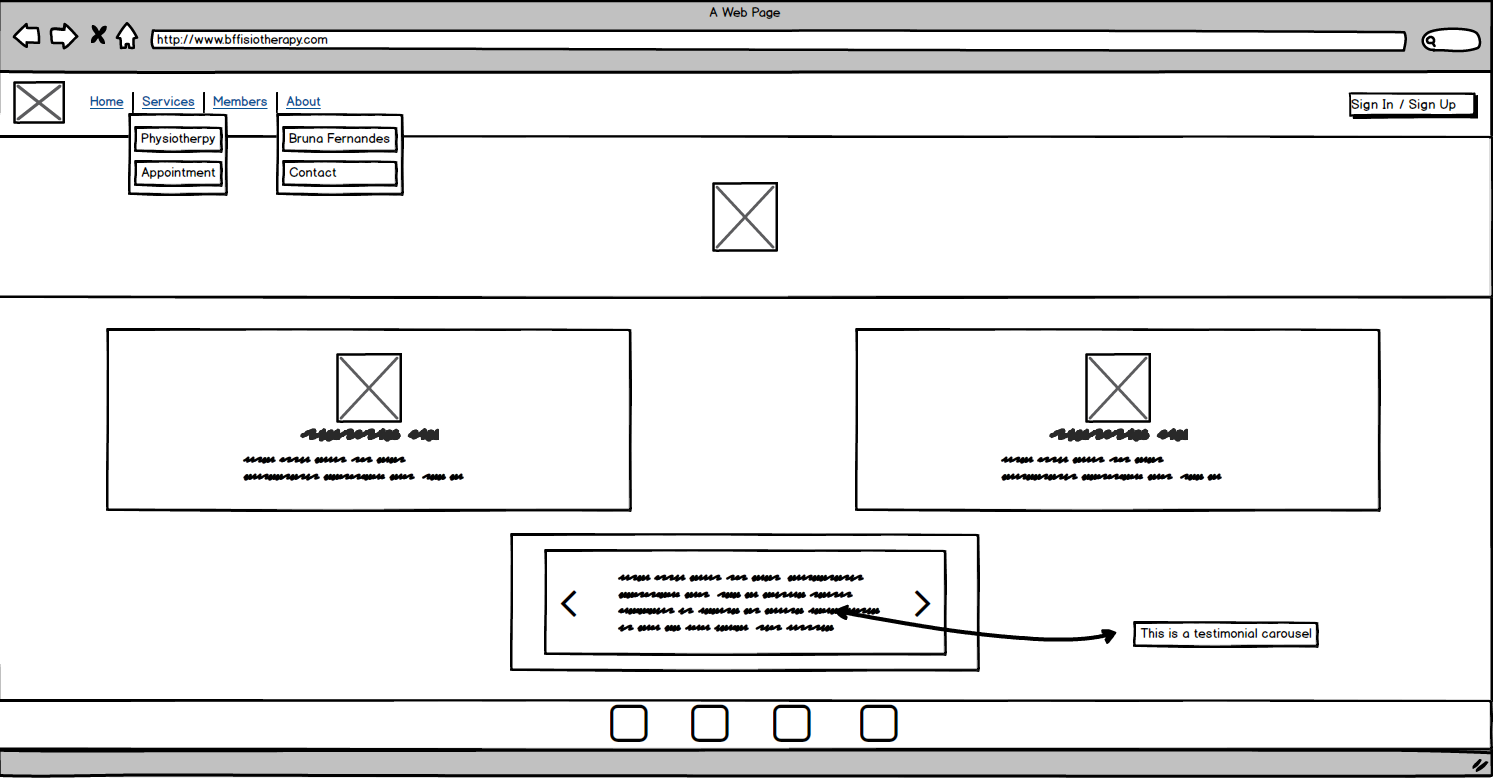 A Web Page
http://www.bffisiotherapy.com
Home Services Members About
Sign In / Sign Up
Physiotherpy
Appointment
Bruna Fernandes
Contact
This is a testimonial carousel